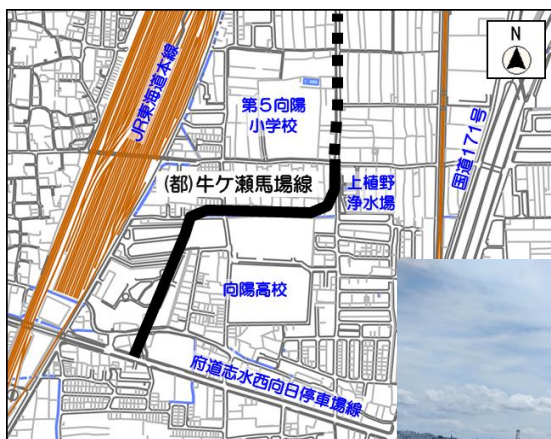 N
JR東海道本線
第5向陽
小学校
国道171号
(都)牛ケ瀬馬場線
上植野
浄水場
向陽高校
府道志水西向日停車場線